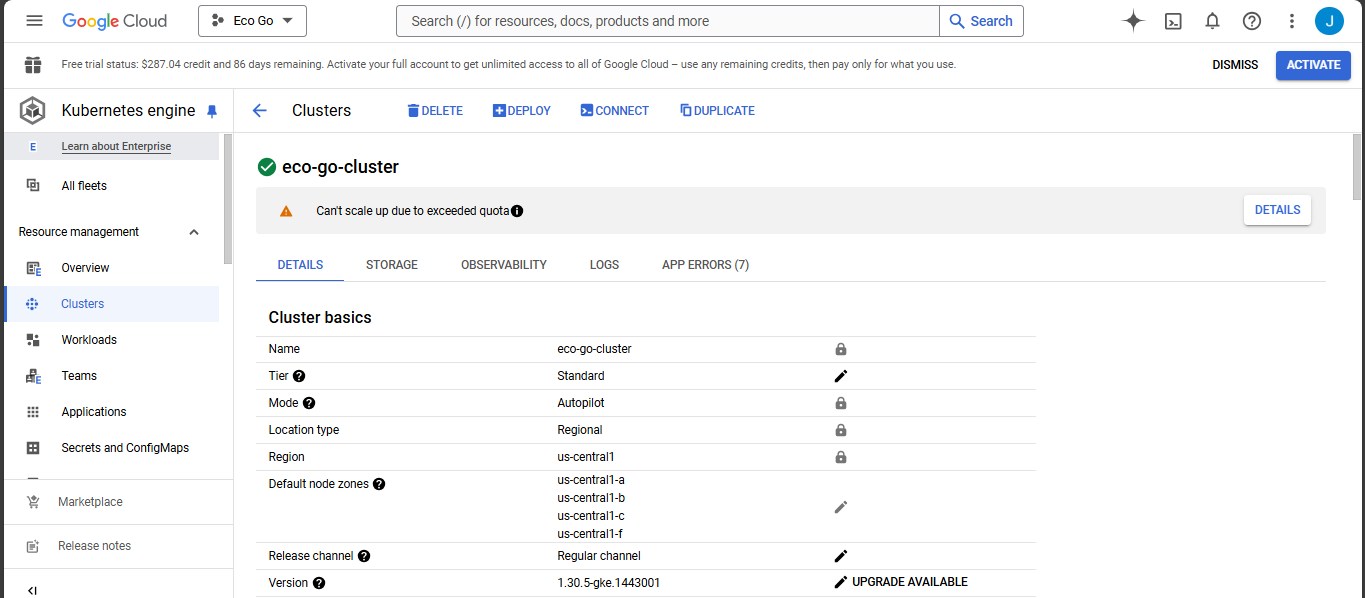 Google Cloud
Eco Go
Search (/) for resources, docs, products and more
Search
J
Free trial status: $287.04 credit and 86 days remaining. Activate your full account to get unlimited access to all of Google Cloud – use any remaining credits, then pay only for what you use.
DISMISS
ACTIVATE
Kubernetes engine
Clusters
DELETE
DEPLOY
CONNECT
DUPLICATE
E Learn about Enterprise
All fleets
Resource management
Overview
Clusters
Workloads
Teams
Applications
Secrets and ConfigMaps
Marketplace
Release notes
eco-go-cluster
Can't scale up due to exceeded quota
DETAILS
DETAILS
STORAGE
OBSERVABILITY
LOGS
APP ERRORS (7)
Cluster basics
Name eco-go-cluster
Tier Standard
Mode Autopilot
Location type Regional
Region us-central1
Default node zones us-central1-a
us-central1-b
us-central1-c
us-central1-f
Release channel Regular channel
Version 1.30.5-gke.1443001 UPGRADE AVAILABLE